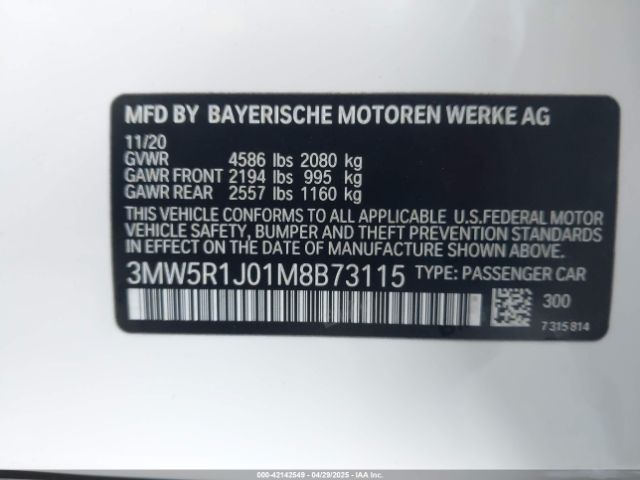 MFD BY BAYERISCHE MOTOREN WERKE AG
11/20
GVWR 4586 lbs 2080 kg
GAWR FRONT 2194 lbs 995 kg
GAWR REAR 2557 lbs 1160 kg
THIS VEHICLE CONFORMS TO ALL APPLICABLE U.S.FEDERAL MOTOR
VEHICLE SAFETY, BUMPER AND THEFT PREVENTION STANDARDS
IN EFFECT ON THE DATE OF MANUFACTURE SHOWN ABOVE.
3MW5R1J01M8B73115 TYPE: PASSENGER CAR
300
7315814
000-42142549 - 04/29/2025 - IAA Inc.